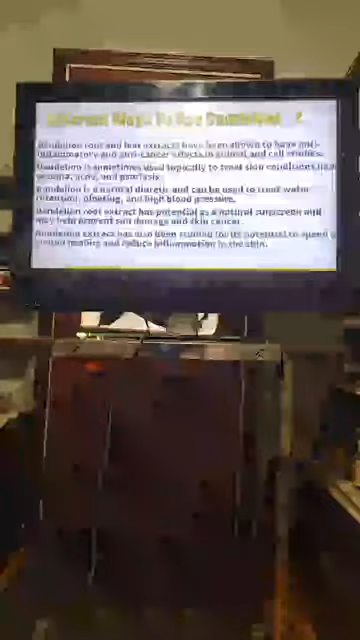 Different Ways To Use Dandelion ?
Dandelion root and leaf extracts have been shown to have anti-
inflammatory and anti-cancer effects in animal and cell studies.
Dandelion is sometimes used topically to treat skin conditions like
eczema, acne, and psoriasis.
Dandelion is a natural diuretic and can be used to treat water
retention, bloating, and high blood pressure.
Dandelion root extract has potential as a natural sunscreen and
may help prevent sun damage and skin cancer.
Dandelion extract has also been studied for its potential to speed
wound healing and reduce inflammation in the skin.